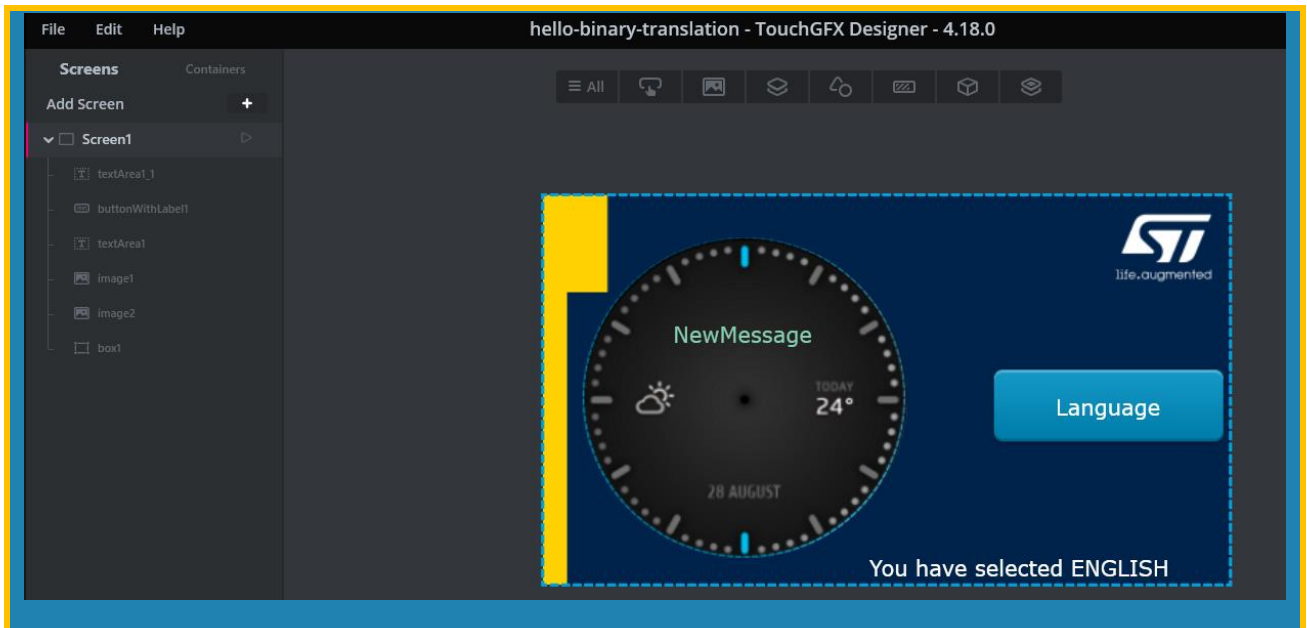 File Edit Help
hello-binary-translation - TouchGFX Designer - 4.18.0
Screens Containers
All
Add Screen +
Screen1
textArea1_1
buttonWithLabel1
textArea1
image1
image2
box1
ST
life.augmented
NewMessage
TODAY
24°
Language
28 AUGUST
You have selected ENGLISH